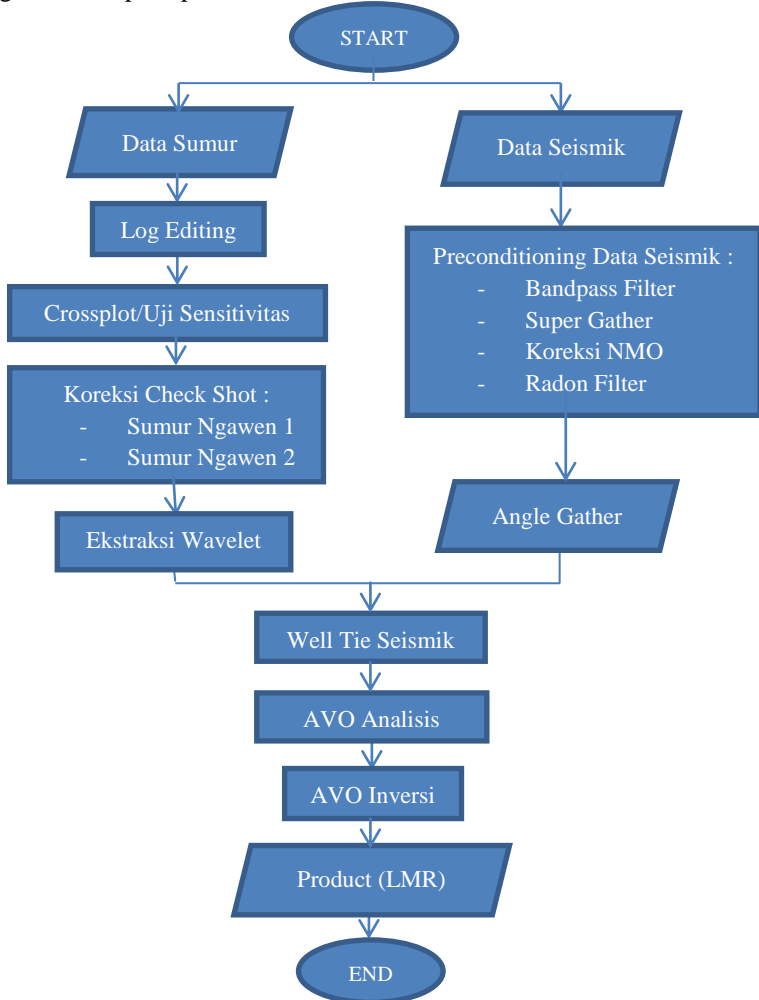 START
Data Sumur
Data Seismik
Log Editing
Crossplot/Uji Sensitivitas
Koreksi Check Shot :
- Sumur Ngawen 1
- Sumur Ngawen 2
Ekstraksi Wavelet
Preconditioning Data Seismik :
- Bandpass Filter
- Super Gather
- Koreksi NMO
- Radon Filter
Angle Gather
Well Tie Seismik
AVO Analisis
AVO Inversi
Product (LMR)
END